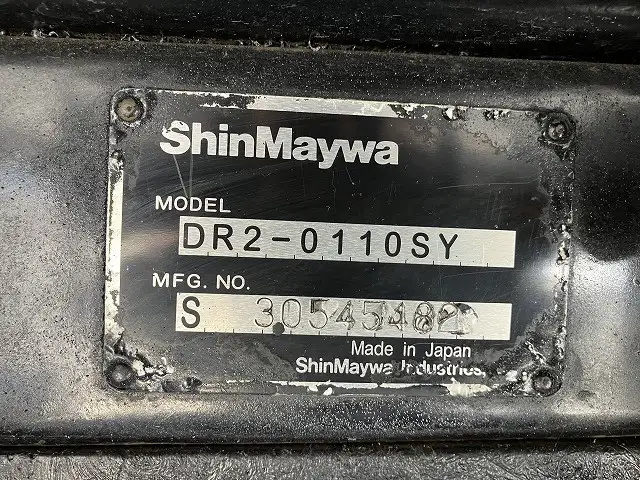 ShinMaywa
MODEL
DR2-0110SY
MFG. NO.
S 30545482
Made in Japan
ShinMaywa Industries,